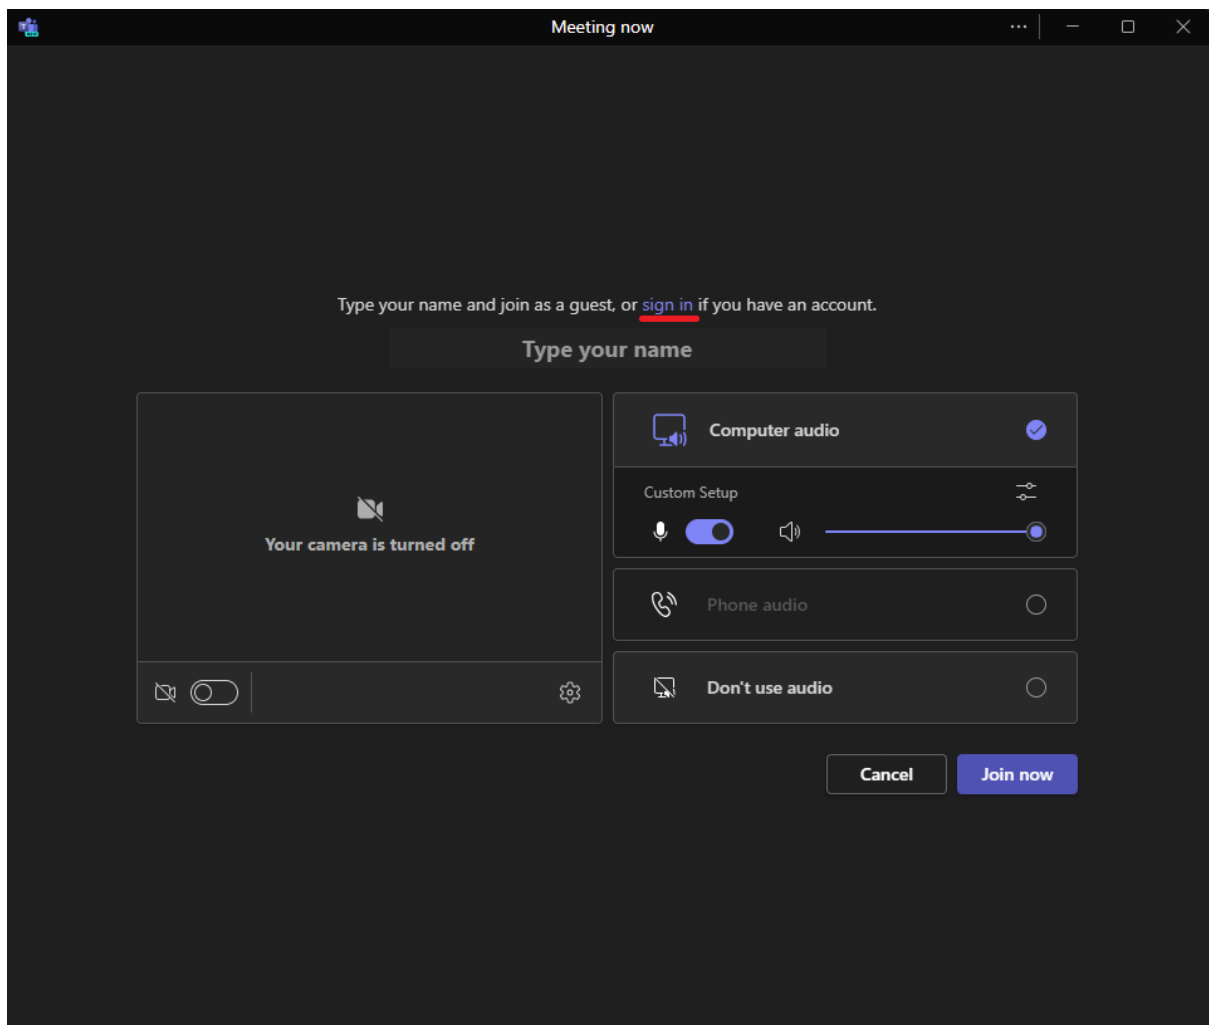 Meeting now
Type your name and join as a guest, or sign in if you have an account.
Type your name
Your camera is turned off
Computer audio
Custom Setup
Phone audio
Don't use audio
Cancel
Join now